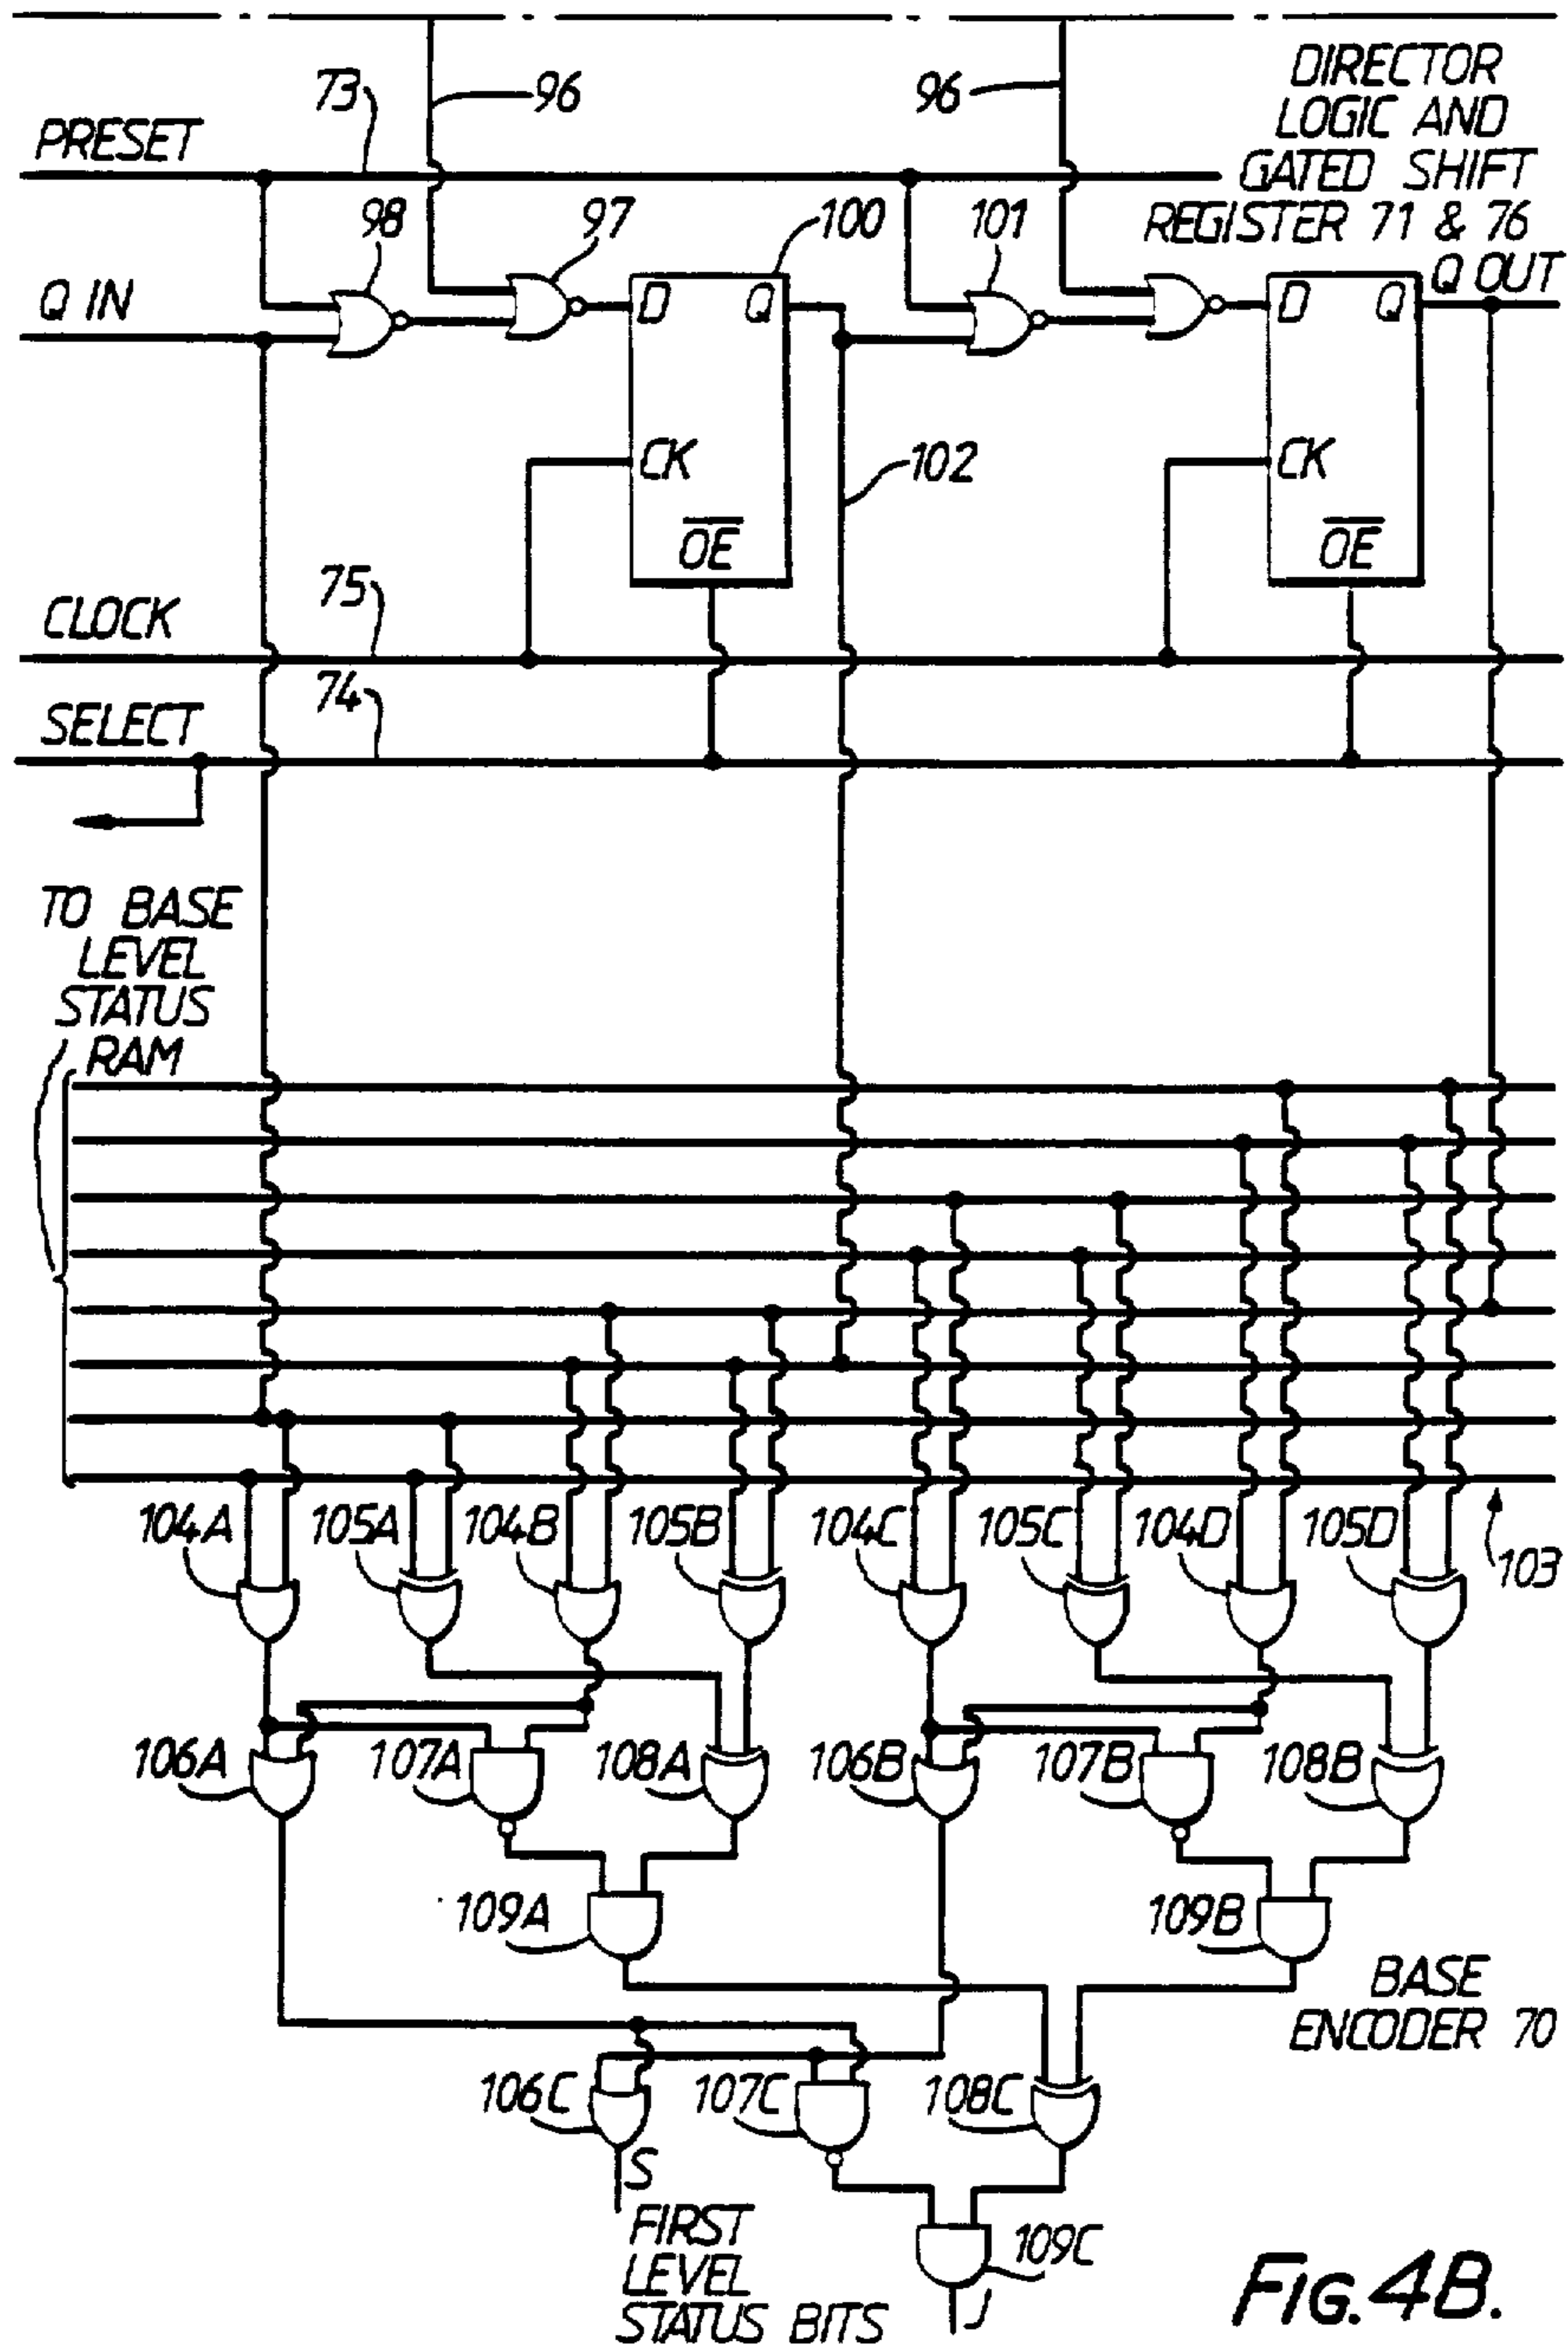 DIRECTOR
LOGIC AND
GATED SHIFT
REGISTER 71 & 76
73
96
96
PRESET
98
97
100
101
Q IN
D Q
D Q
Q OUT
CK
CK
102
OE
OE
CLOCK
75
SELECT
74
TO BASE
LEVEL
STATUS
RAM
104A
105A
104B
105B
104C
105C
104D
105D
103
106A
107A
108A
106B
107B
108B
109A
109B
BASE
ENCODER 70
106C
107C
108C
S
FIRST
LEVEL
STATUS BITS
109C
J
FIG.4B.